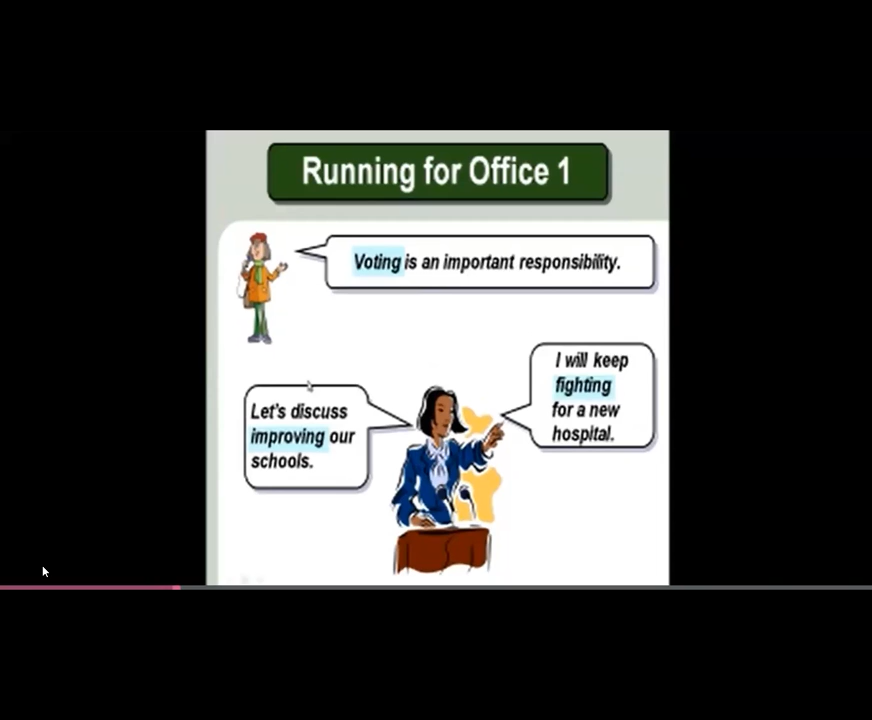 Running for Office 1
Voting is an important responsibility.
Let's discuss
improving our
schools.
I will keep
fighting
for a new
hospital.